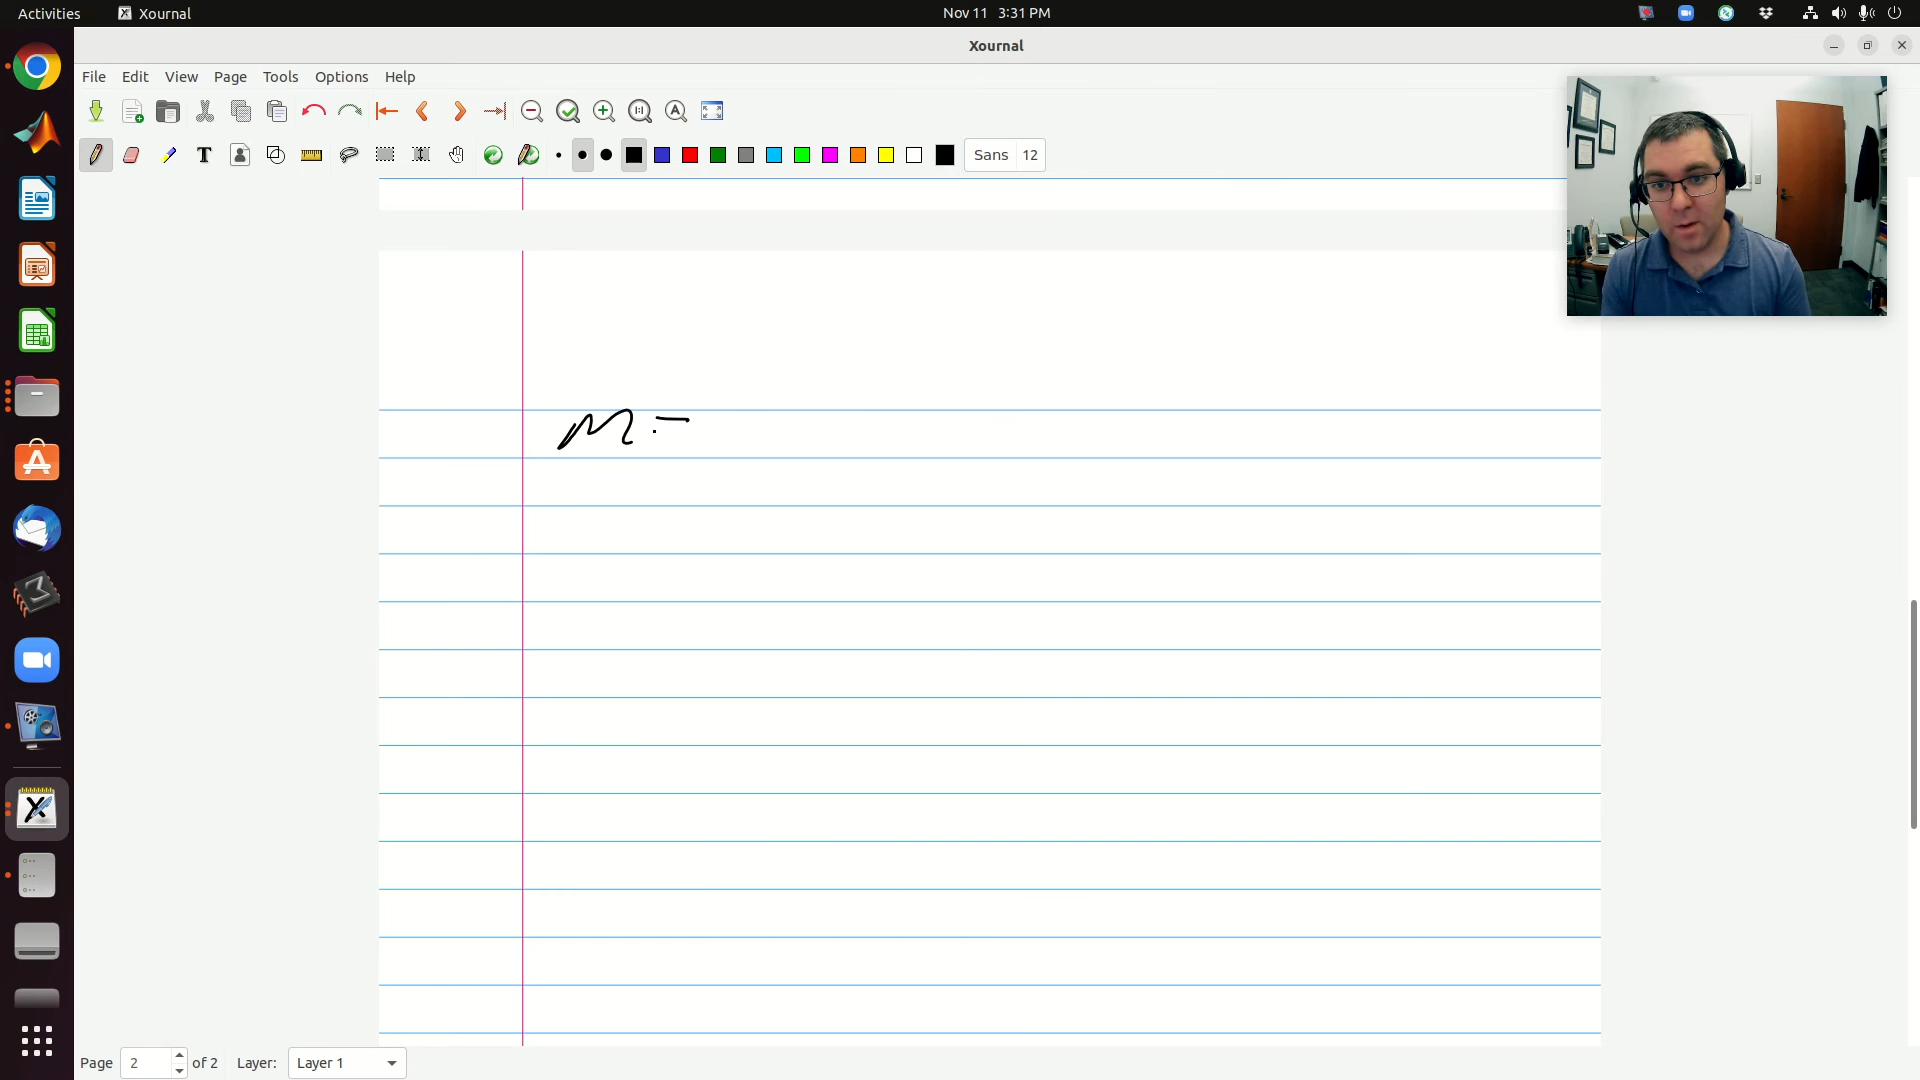 Activities Xournal Nov 11 3:31 PM
Xournal
File Edit View Page Tools Options Help
Sans 12
M =
Page 2 of 2 Layer: Layer 1